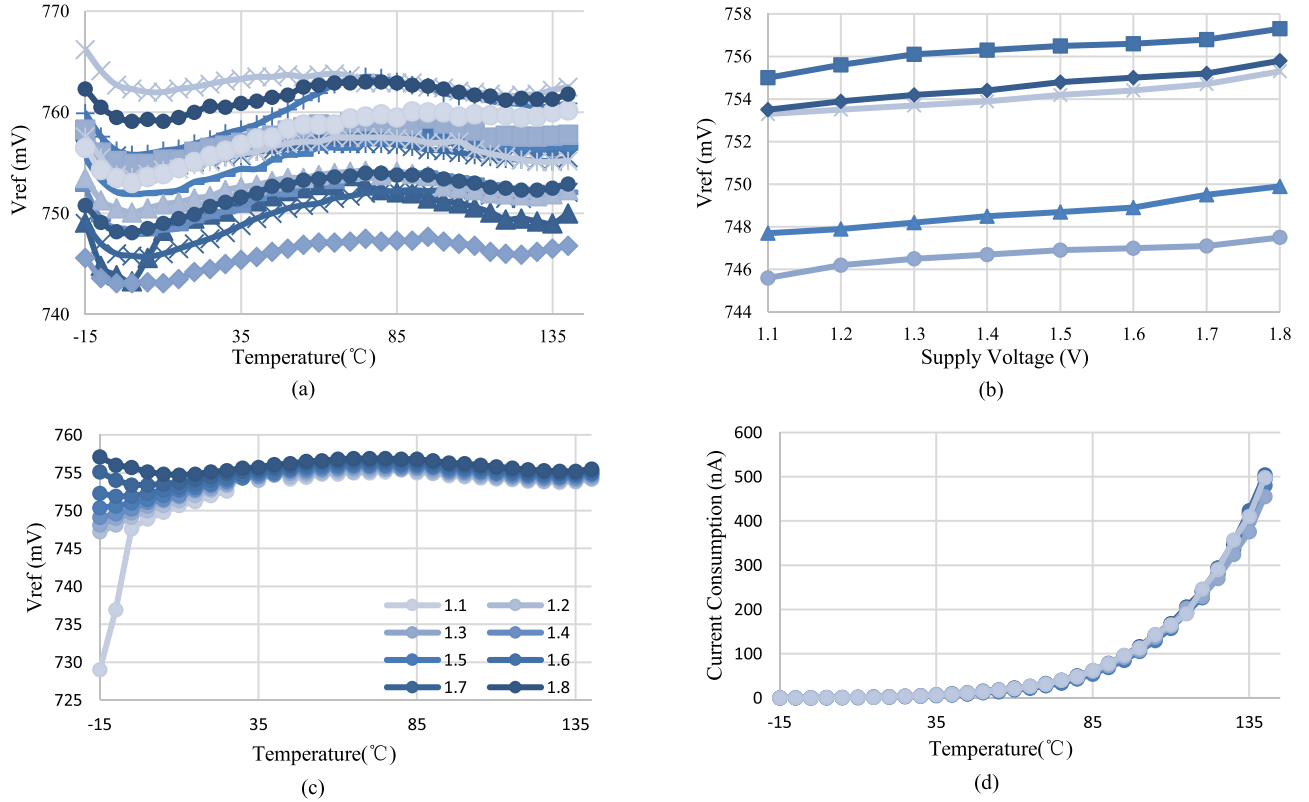 770
760
750
740
Vref (mV)
-15 35 85 135
Temperature(℃)
(a)
758
756
754
752
750
748
746
744
Vref (mV)
1.1 1.2 1.3 1.4 1.5 1.6 1.7 1.8
Supply Voltage (V)
(b)
760
755
750
745
740
735
730
725
Vref (mV)
1.1 1.2
1.3 1.4
1.5 1.6
1.7 1.8
-15 35 85 135
Temperature(℃)
(c)
600
500
400
300
200
100
0
Current Consumption (nA)
-15 35 85 135
Temperature(℃)
(d)